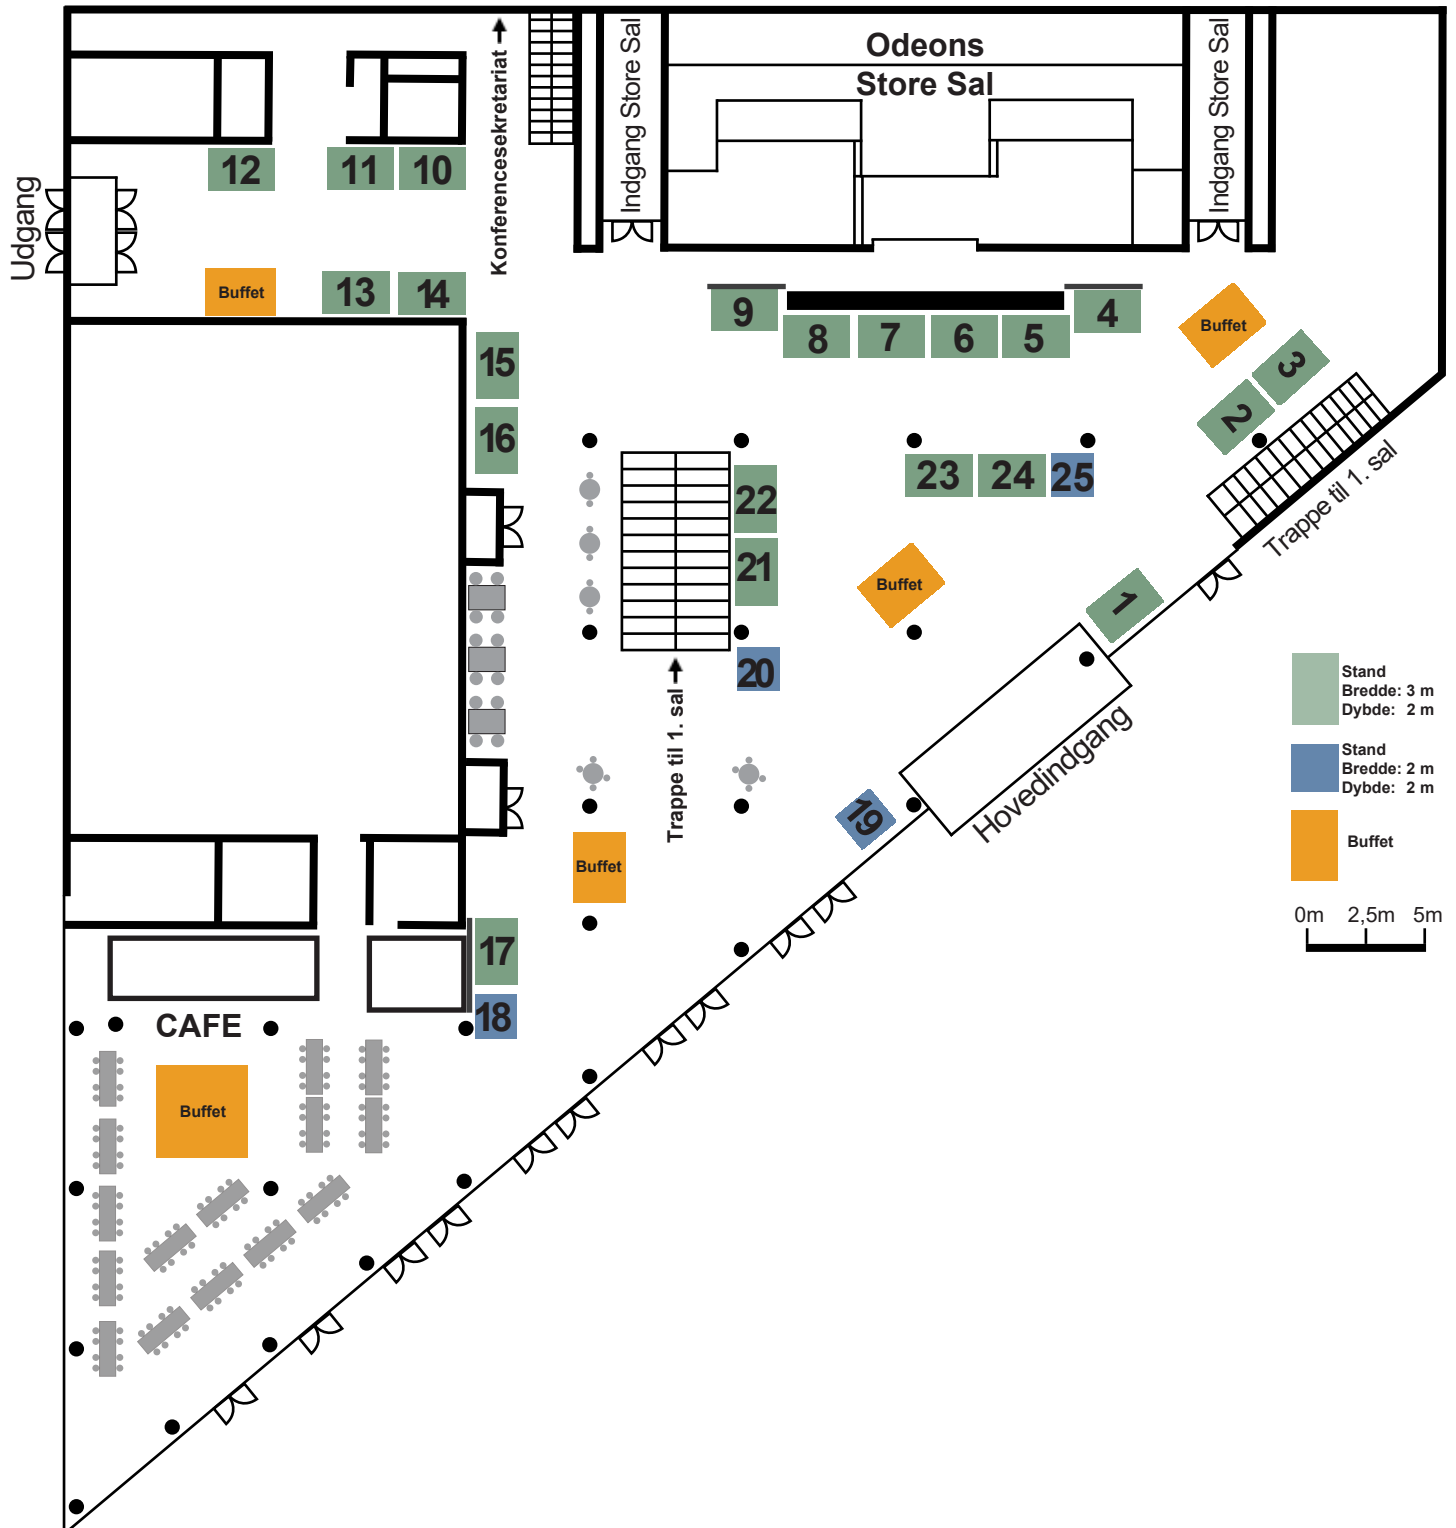 Odeons
Store Sal
Indgang Store Sal
Indgang Store Sal
Konferencesekretariat
Udgang
12
11
10
Buffet
13
14
9
8
7
6
5
4
Buffet
3
2
15
16
22
21
20
23
24
25
Trappe til 1. sal
Buffet
1
Trappe til 1. sal
Hovedindgang
19
Buffet
17
18
CAFE
Buffet
Stand
Bredde: 3 m
Dybde: 2 m
Stand
Bredde: 2 m
Dybde: 2 m
Buffet
0m 2,5m 5m